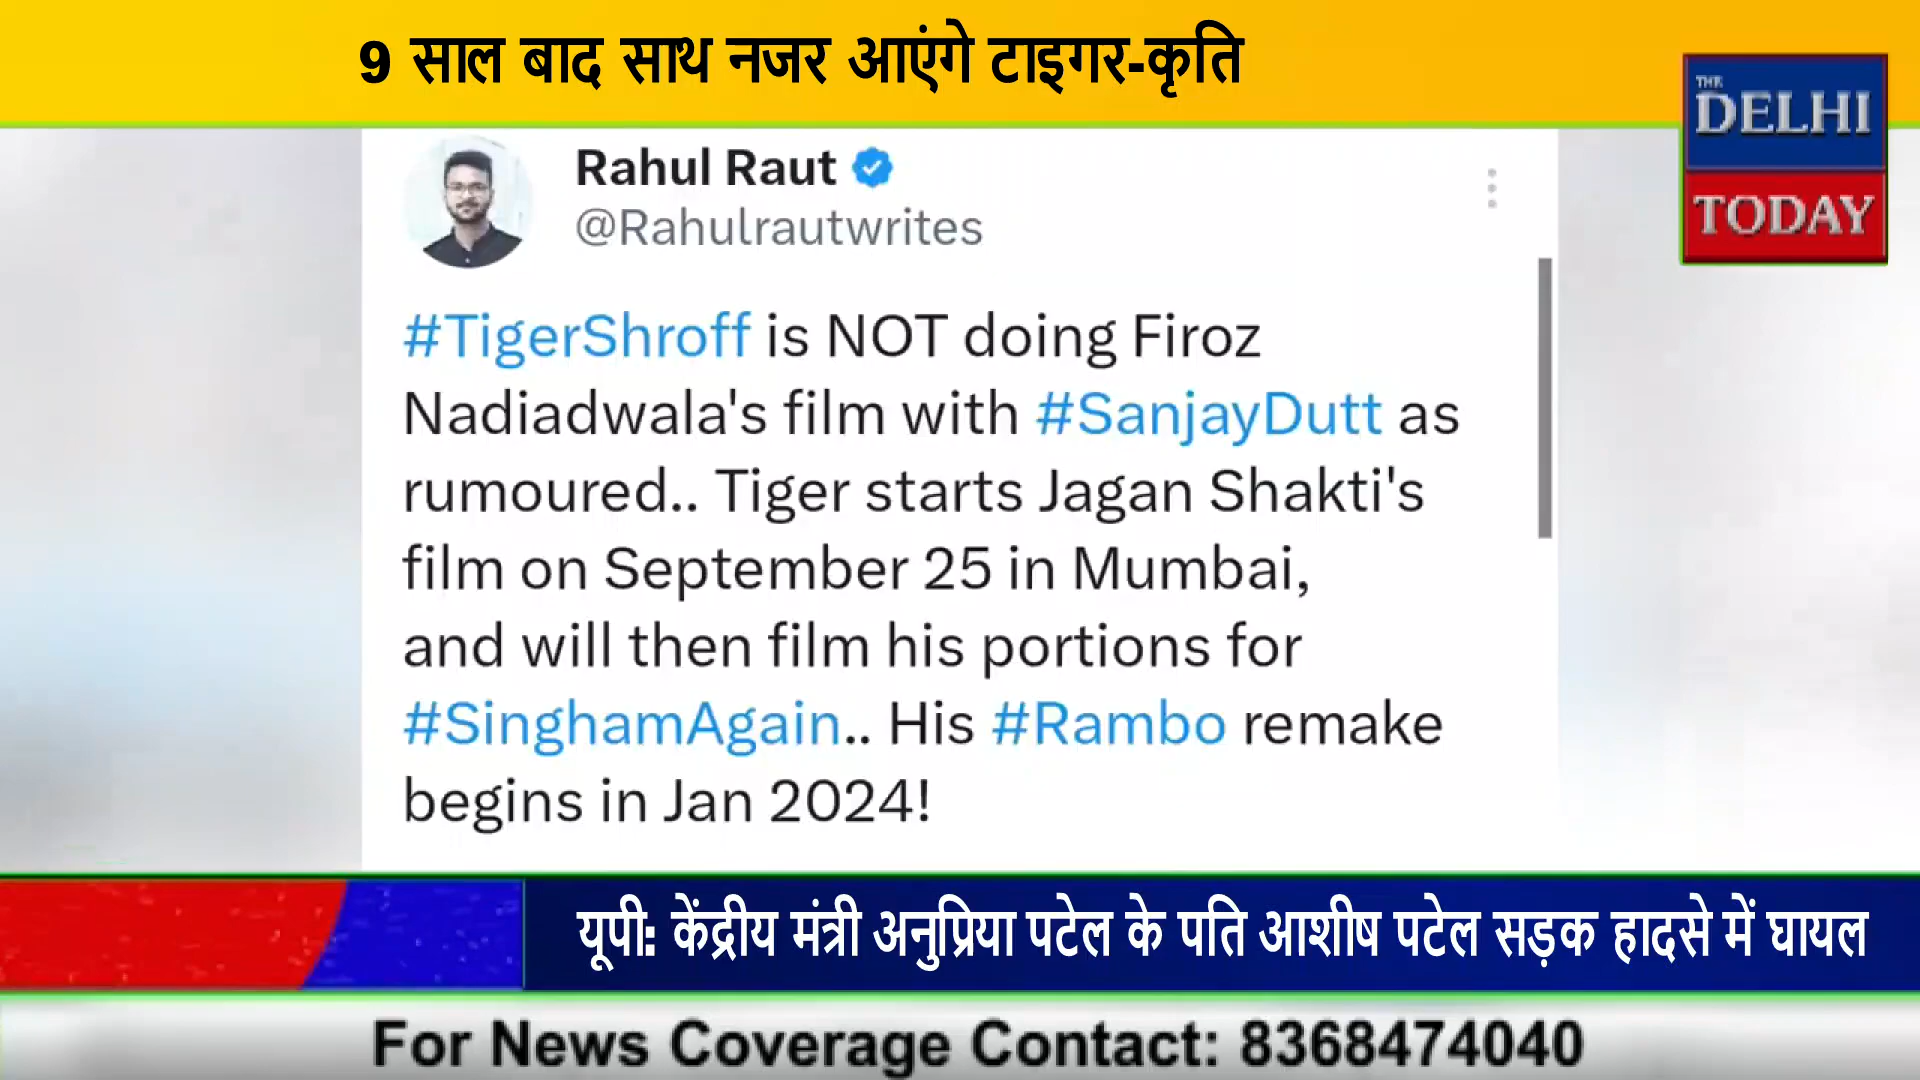 9 साल बाद साथ नजर आएंगे टाइगर-कृति
THE
DELHI
TODAY
Rahul Raut
@Rahulrautwrites
#TigerShroff is NOT doing Firoz
Nadiadwala's film with #SanjayDutt as
rumoured.. Tiger starts Jagan Shakti's
film on September 25 in Mumbai,
and will then film his portions for
#SinghamAgain.. His #Rambo remake
begins in Jan 2024!
यूपी: केंद्रीय मंत्री अनुप्रिया पटेल के पति आशीष पटेल सड़क हादसे में घायल
For News Coverage Contact: 8368474040